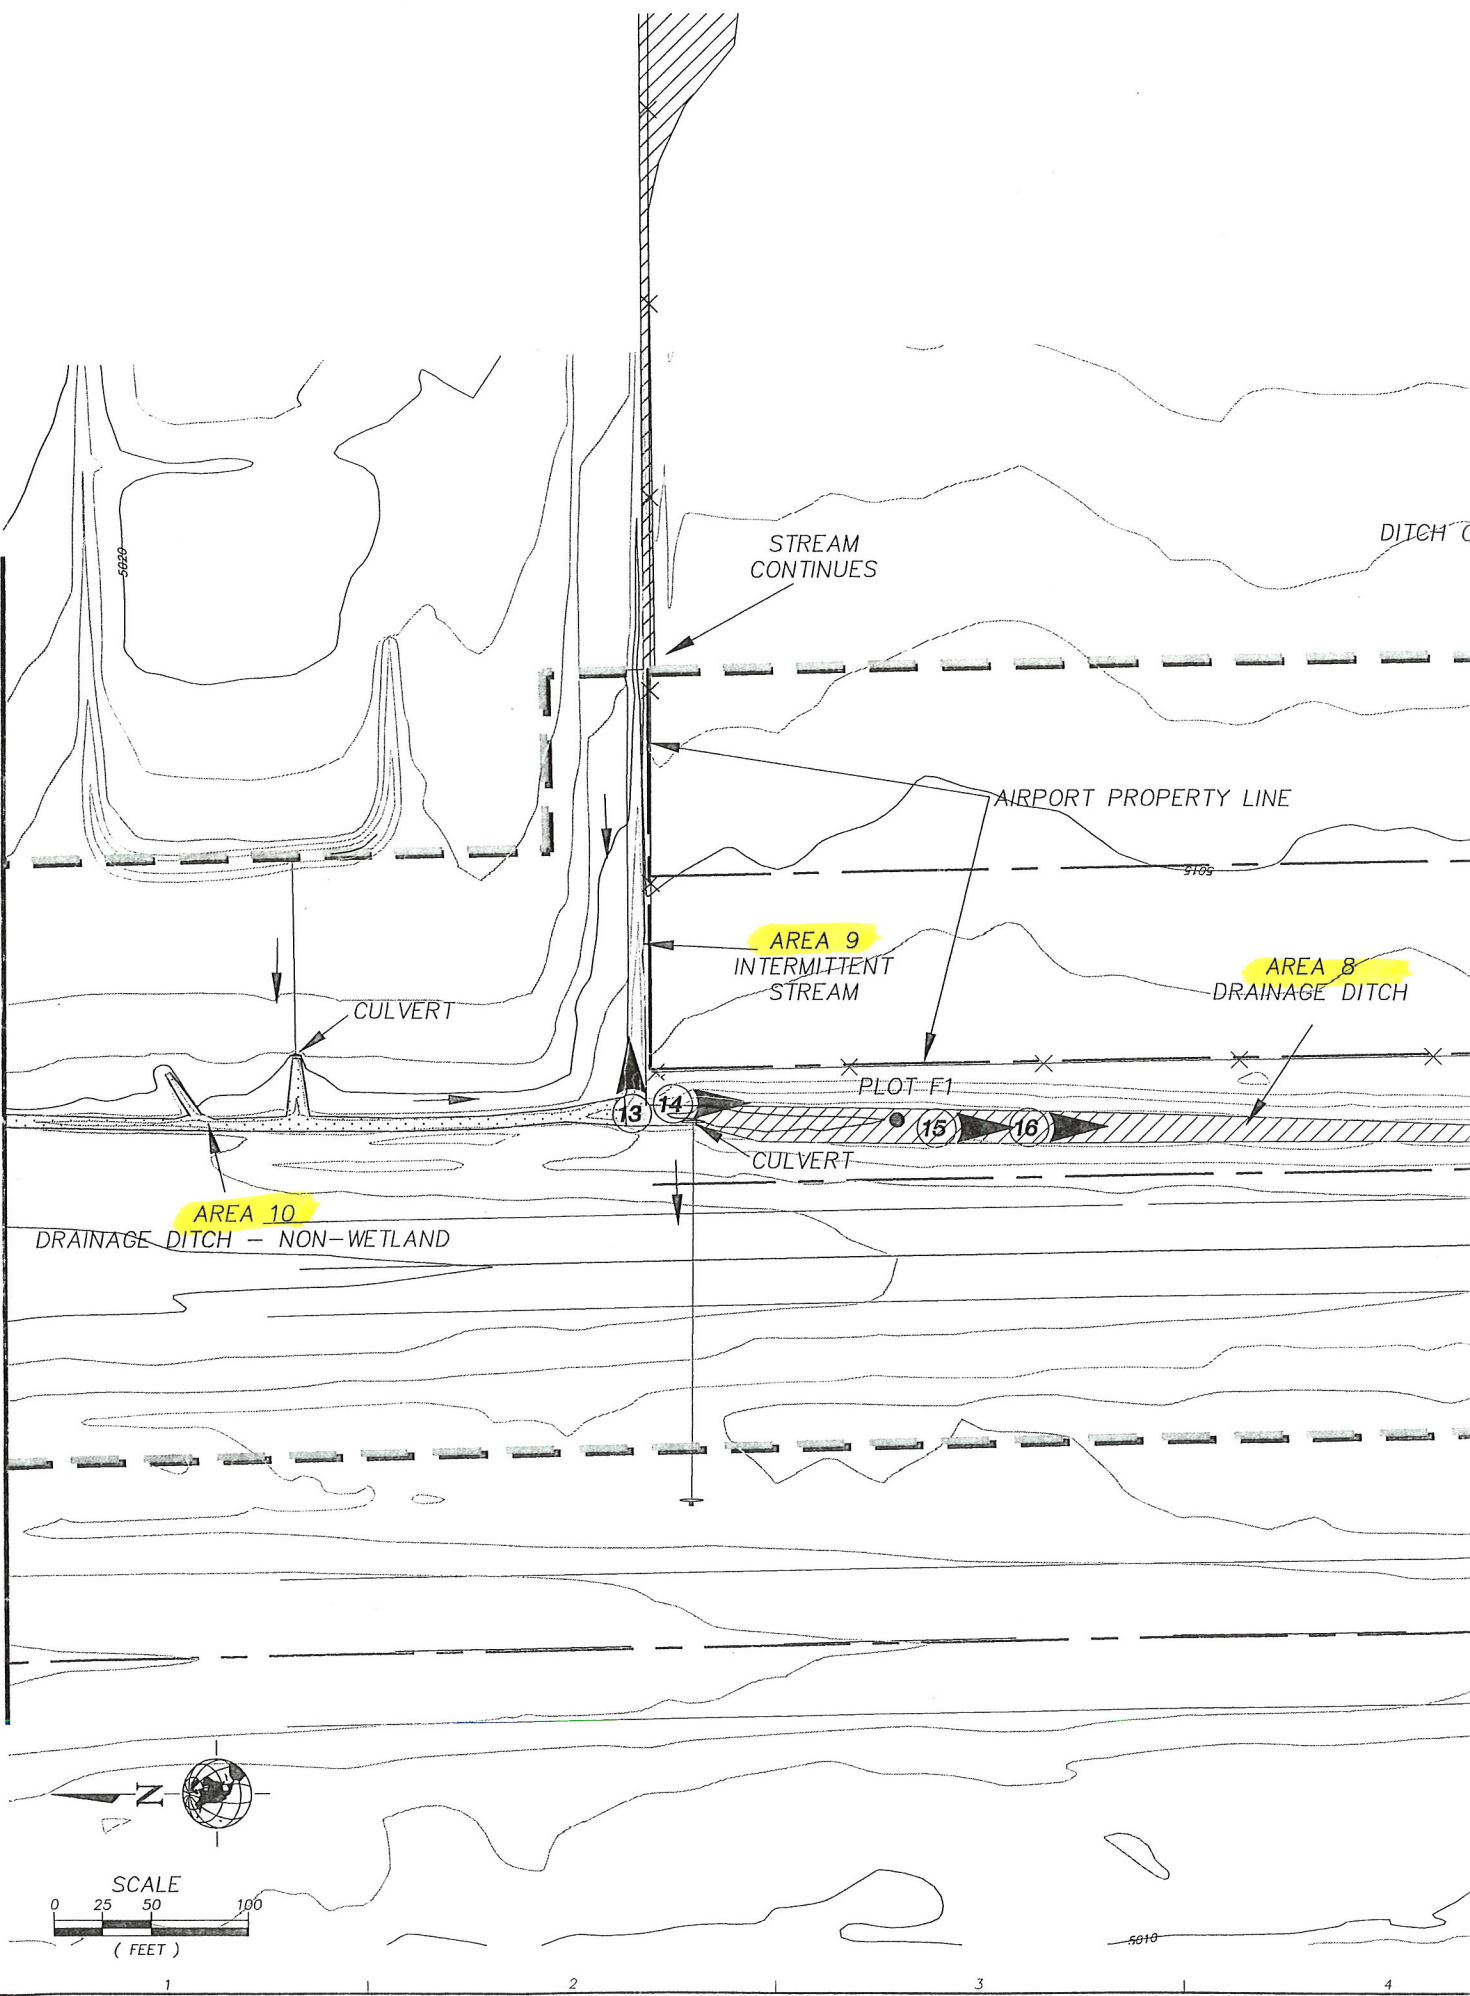 5020
STREAM
CONTINUES
DITCH
AIRPORT PROPERTY LINE
5015
AREA 9
INTERMITTENT
STREAM
AREA 8
DRAINAGE DITCH
CULVERT
PLOT F1
13
14
15
16
CULVERT
AREA 10
DRAINAGE DITCH - NON-WETLAND
N
SCALE
0 25 50 100
( FEET )
5010
1 2 3 4